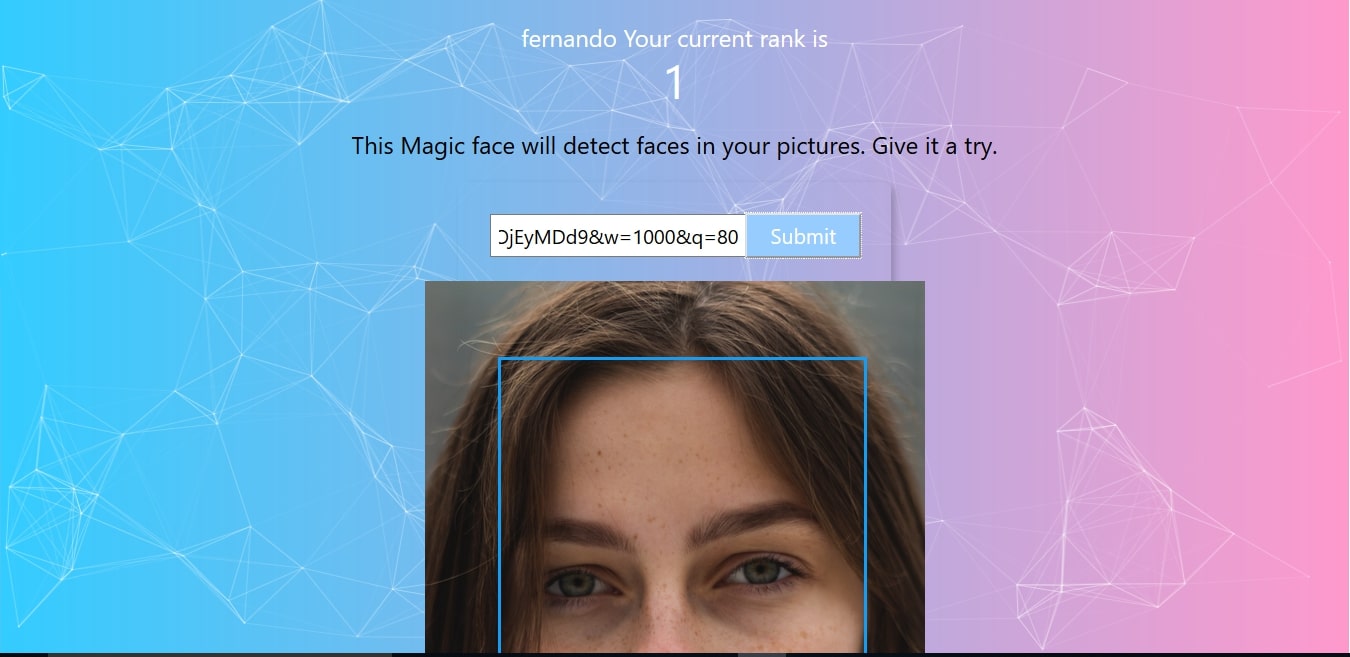 fernando Your current rank is
1
This Magic face will detect faces in your pictures. Give it a try.
OjEyMDd9&w=1000&q=80 Submit